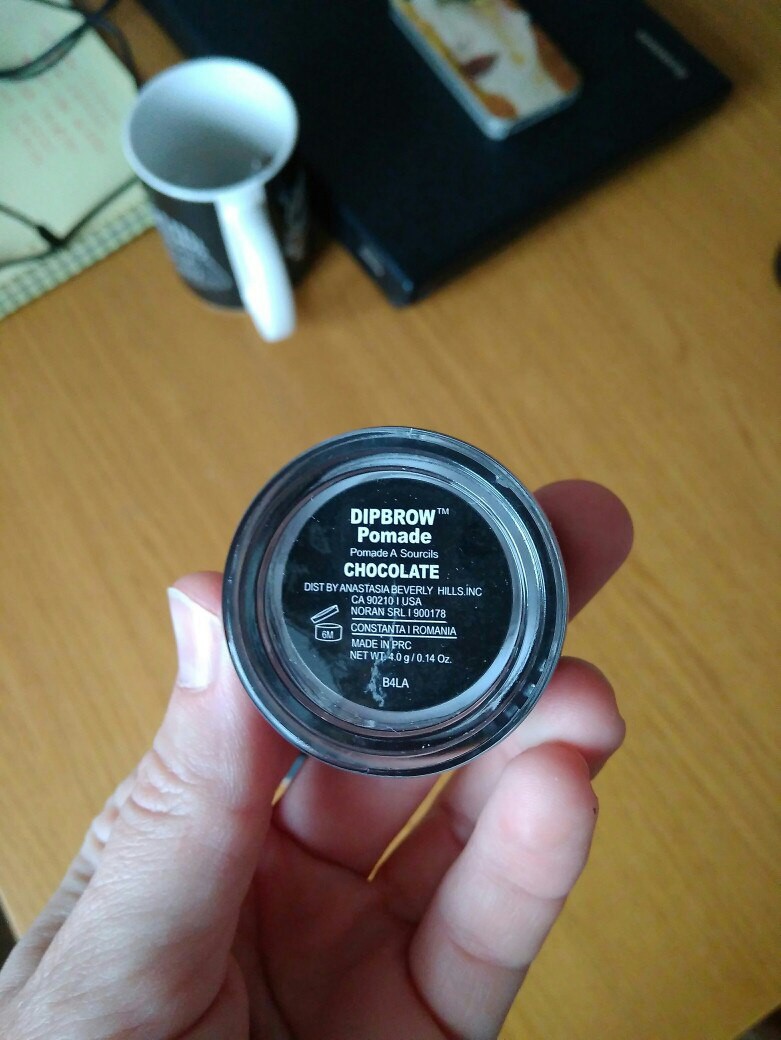 DIPBROW™
Pomade
Pomade A Sourcils
CHOCOLATE
DIST BY ANASTASIA BEVERLY HILLS.INC
CA 90210 I USA
NORAN SRL I 900178
CONSTANTA I ROMANIA
6M
MADE IN PRC
NET WT. 4.0 g / 0.14 Oz.
B4LA